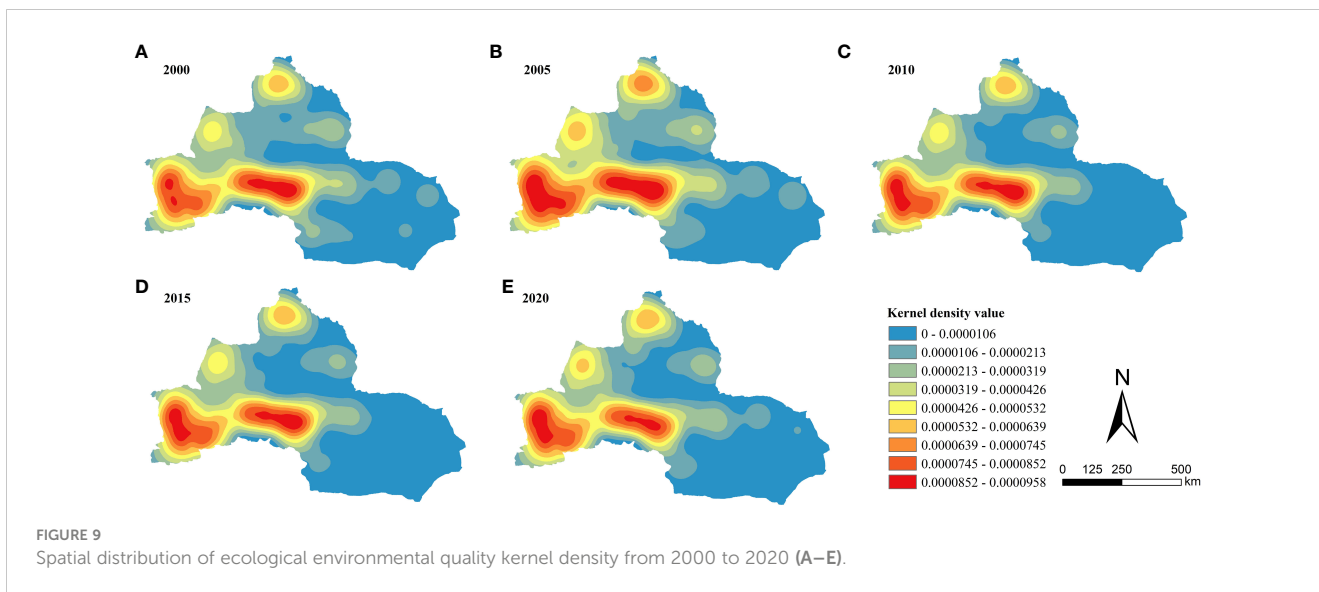 A
2000
B
2005
C
2010
D
2015
E
2020
Kernel density value
0 - 0.0000106
0.0000106 - 0.0000213
0.0000213 - 0.0000319
0.0000319 - 0.0000426
0.0000426 - 0.0000532
0.0000532 - 0.0000639
0.0000639 - 0.0000745
0.0000745 - 0.0000852
0.0000852 - 0.0000958
N
0 125 250 500
km
FIGURE 9
Spatial distribution of ecological environmental quality kernel density from 2000 to 2020 (A–E).